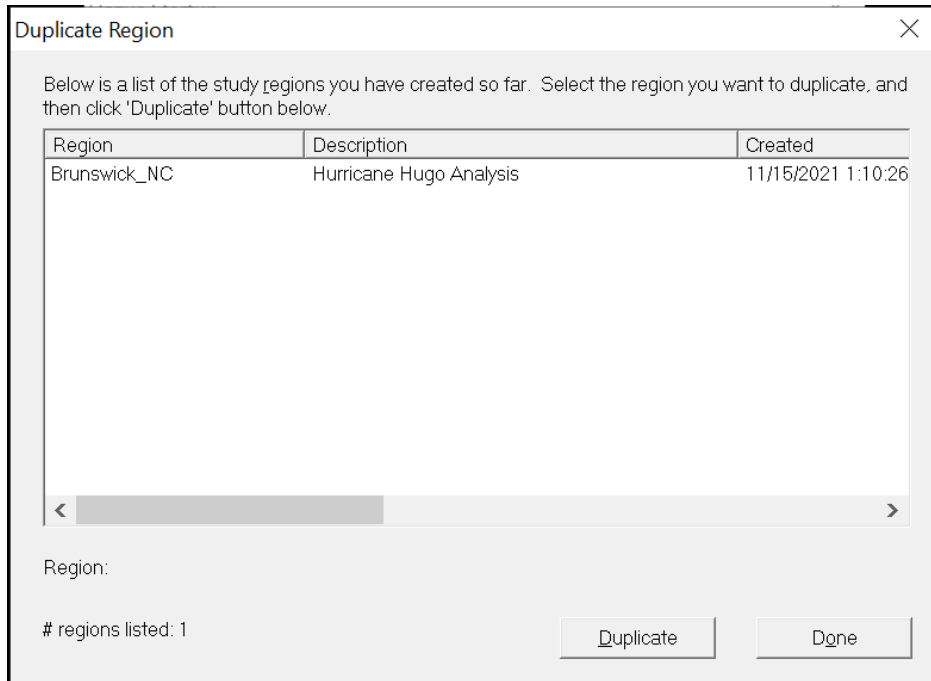 Duplicate Region
Below is a list of the study regions you have created so far. Select the region you want to duplicate, and
then click 'Duplicate' button below.
Region Description Created
Brunswick_NC Hurricane Hugo Analysis 11/15/2021 1:10:26
Region:
# regions listed: 1
Duplicate Done